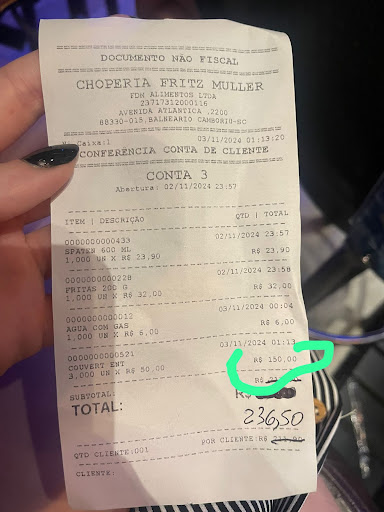 DOCUMENTO NÃO FISCAL
CHOPERIA FRITZ MULLER
FDN ALIMENTOS LTDA
23717312000116
AVENIDA ATLANTICA ,2200
88330-015,BALNEARIO CAMBORIU-SC
Caixa:1 03/11/2024 01:13:20
CONFERÊNCIA CONTA DE CLIENTE
CONTA 3
Abertura: 02/11/2024 23:57
ITEM | DESCRIÇÃO QTD | TOTAL
0000000000433 02/11/2024 23:57
SPATEN 600 ML
1,000 UN X R$ 23,90 R$ 23,90
0000000000228 02/11/2024 23:58
FRITAS 200 G
1,000 UN X R$ 32,00 R$ 32,00
0000000000012 03/11/2024 00:04
AGUA COM GAS
1,000 UN X R$ 6,00 R$ 6,00
0000000000521 03/11/2024 01:13
COUVERT ENT
3,000 UN X R$ 50,00 R$ 150,00
SUBTOTAL: R$
TOTAL: R$
236,50
QTD CLIENTE:001 POR CLIENTE:R$
CLIENTE: